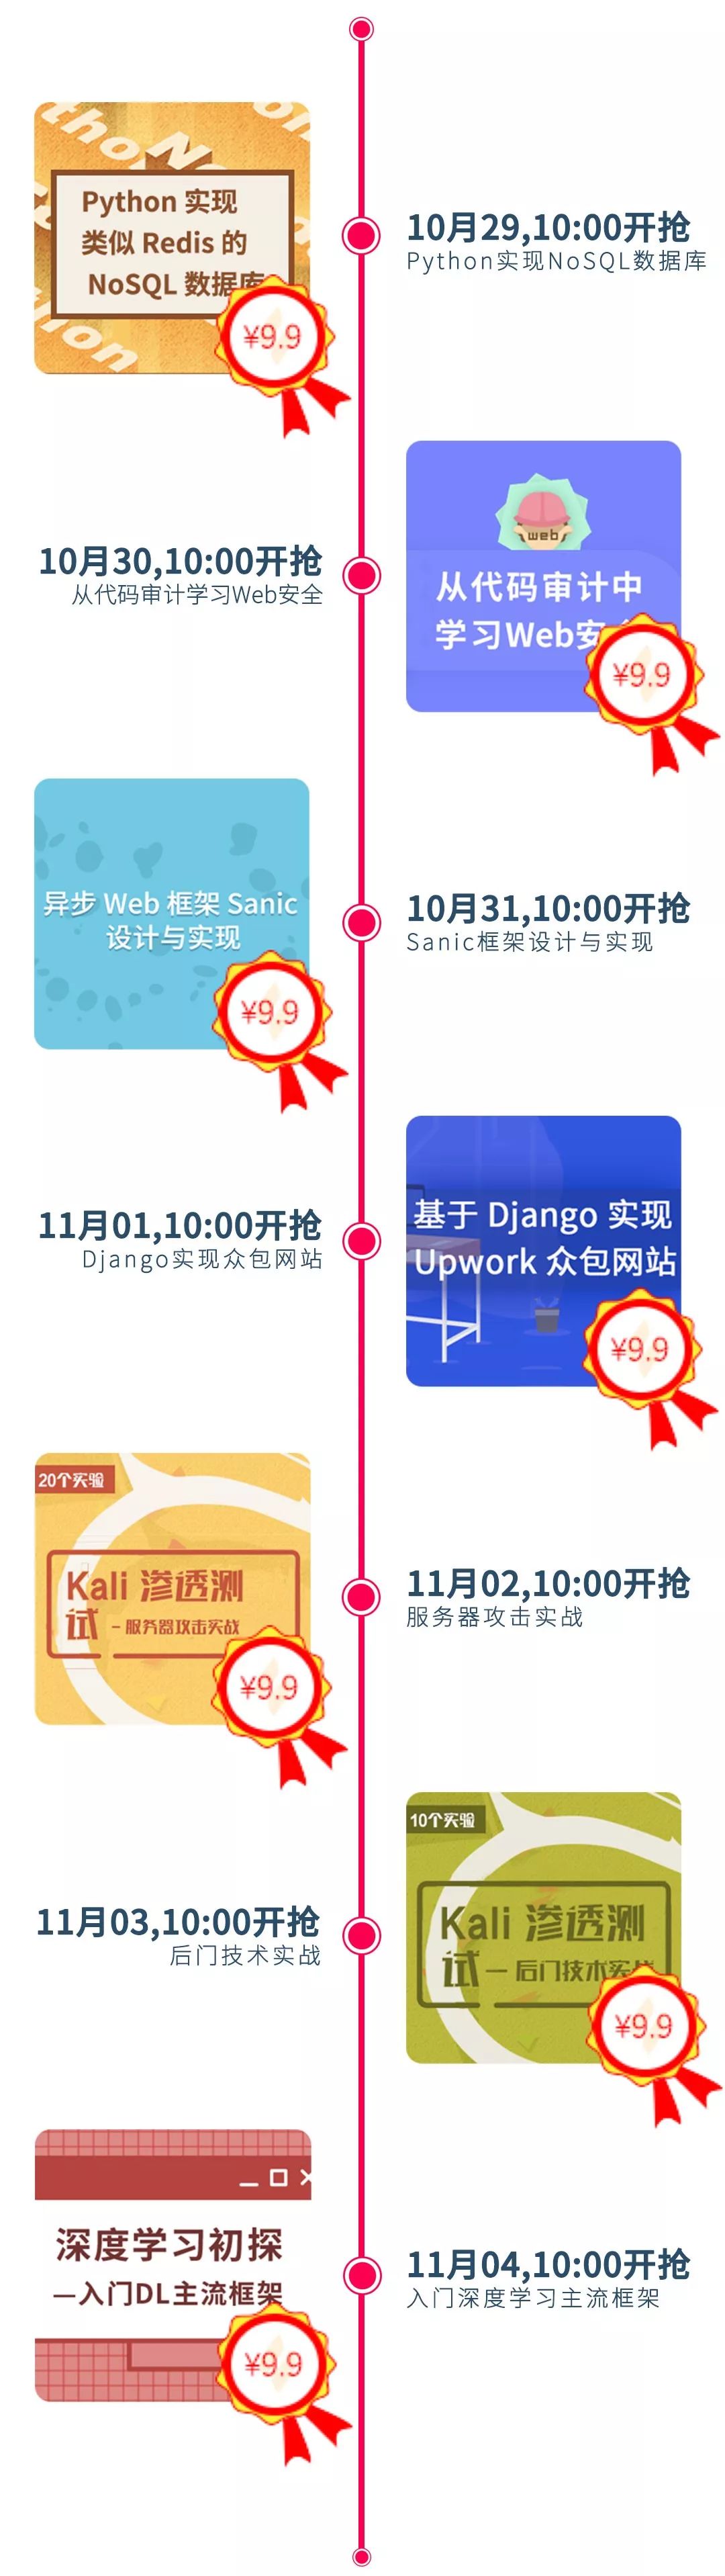 Python 实现
类似 Redis 的
NoSQL 数据库
¥9.9
10月29,10:00开抢
Python实现NoSQL数据库
10月30,10:00开抢
从代码审计学习Web安全
web
从代码审计中
学习Web安
¥9.9
异步 Web 框架 Sanic
设计与实现
¥9.9
10月31,10:00开抢
Sanic框架设计与实现
11月01,10:00开抢
Django实现众包网站
基于 Django 实现
Upwork 众包网站
¥9.9
20个实验
Kali 渗透测
试 -服务器攻击实战
¥9.9
11月02,10:00开抢
服务器攻击实战
11月03,10:00开抢
后门技术实战
10个实验
Kali 渗透测
试 — 后门技术实战
¥9.9
深度学习初探
—入门DL主流框架
¥9.9
11月04,10:00开抢
入门深度学习主流框架